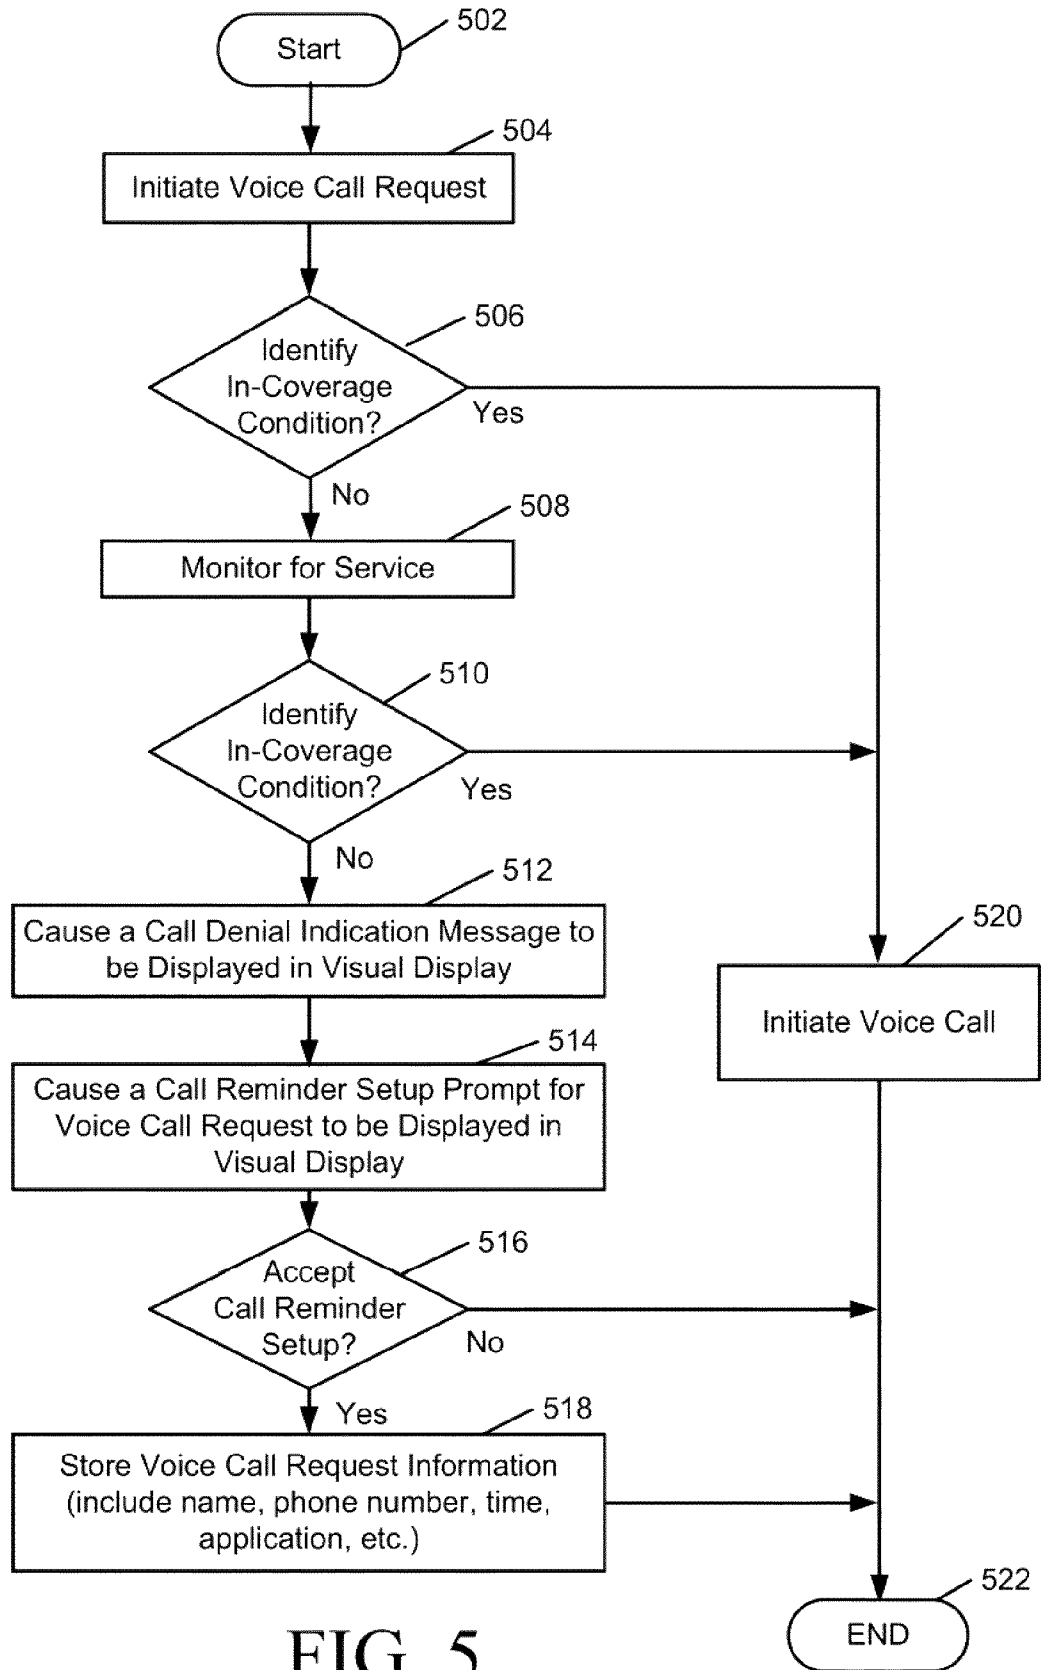 502
Start
504
Initiate Voice Call Request
506
Identify
In-Coverage
Condition?
Yes
No
508
Monitor for Service
510
Identify
In-Coverage
Condition?
Yes
No
512
Cause a Call Denial Indication Message to
be Displayed in Visual Display
520
Initiate Voice Call
514
Cause a Call Reminder Setup Prompt for
Voice Call Request to be Displayed in
Visual Display
516
Accept
Call Reminder
Setup?
No
Yes
518
Store Voice Call Request Information
(include name, phone number, time,
application, etc.)
522
END
FIG. 5